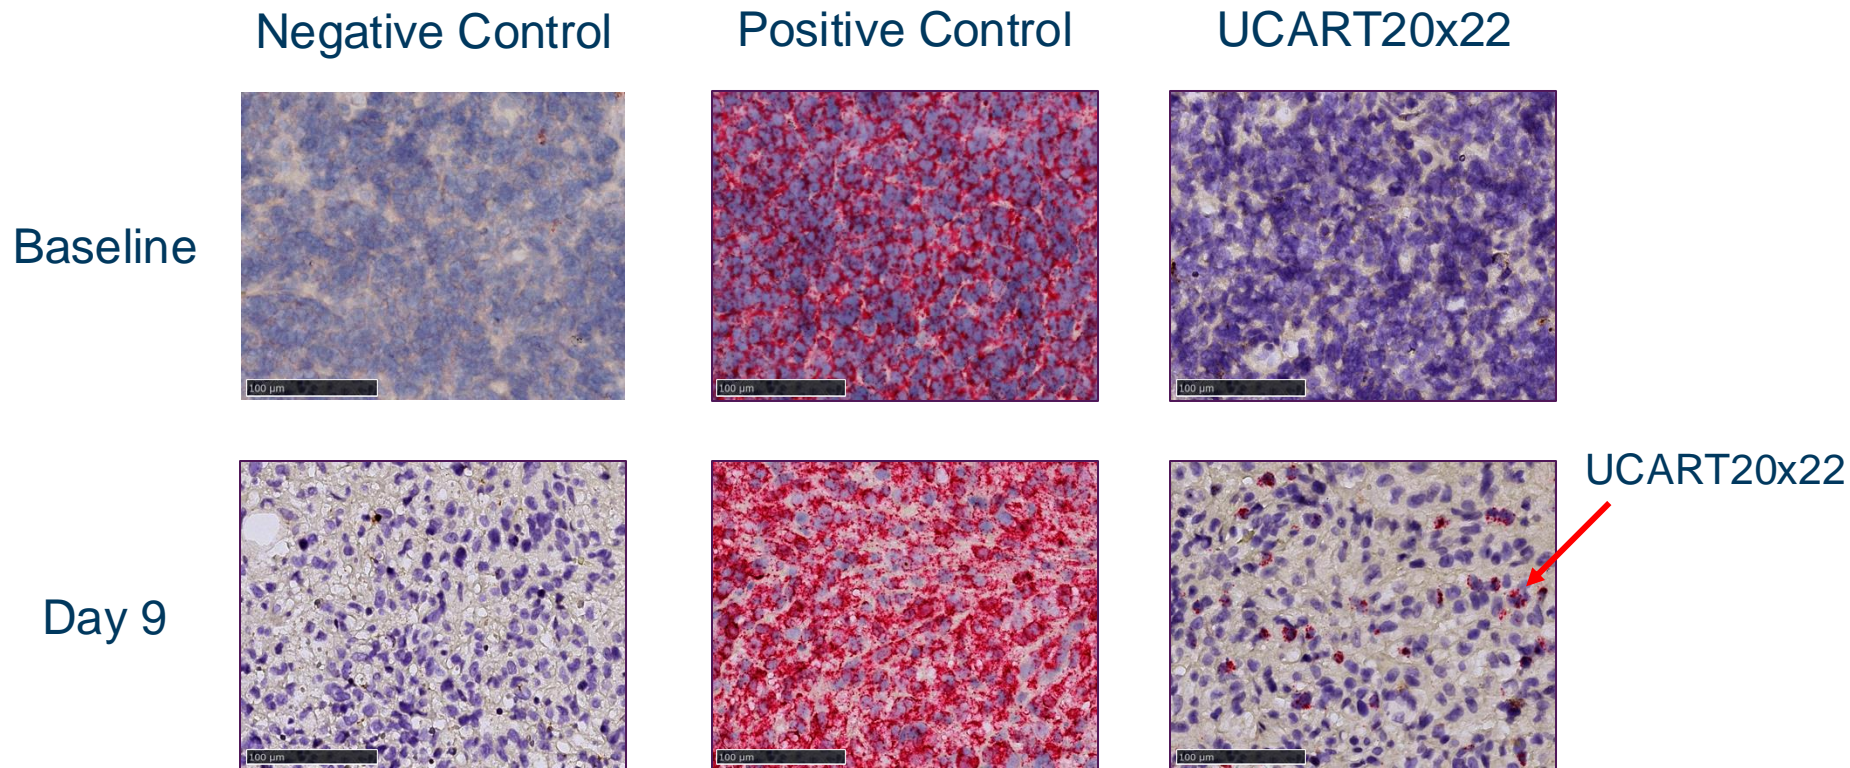 Negative Control
Positive Control
UCART20x22
Baseline
100 µm
100 µm
100 µm
UCART20x22
Day 9
100 µm
100 µm
100 µm